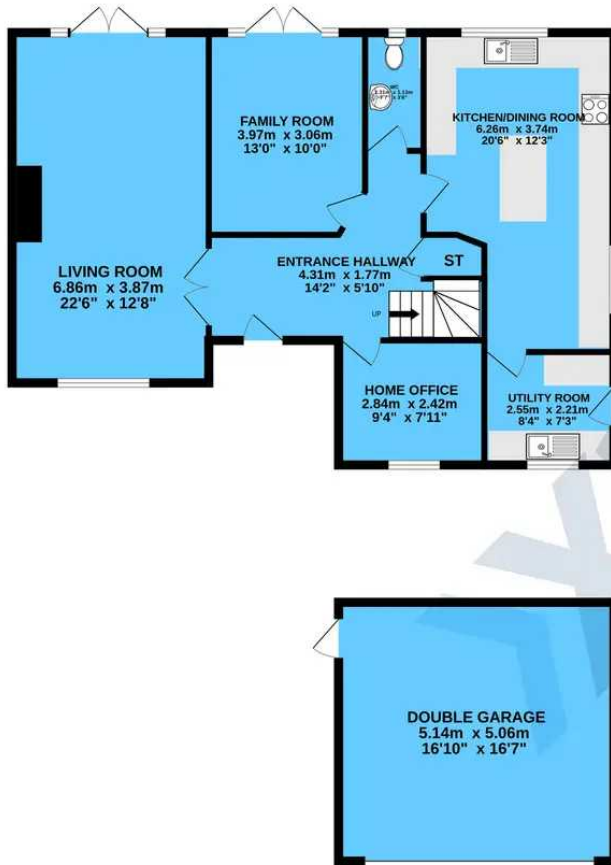 FAMILY ROOM
3.97m x 3.06m
13'0" x 10'0"
WC
KITCHEN/DINING ROOM
6.26m x 3.74m
20'6" x 12'3"
LIVING ROOM
6.86m x 3.87m
22'6" x 12'8"
ENTRANCE HALLWAY
4.31m x 1.77m
14'2" x 5'10"
ST
UP
HOME OFFICE
2.84m x 2.42m
9'4" x 7'11"
UTILITY ROOM
2.55m x 2.21m
8'4" x 7'3"
DOUBLE GARAGE
5.14m x 5.06m
16'10" x 16'7"